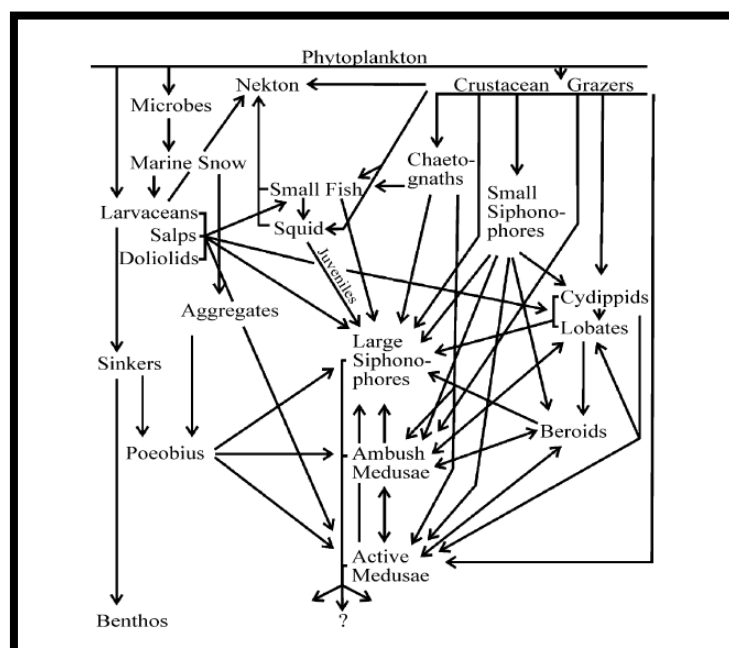 Phytoplankton
Nekton
Crustacean Grazers
Microbes
Marine Snow
Chaeto-
gnaths
Small Fish
Small
Siphono-
phores
Larvaceans
Salps
Doliolids
Squid
Juveniles
Aggregates
Cydippids
Lobates
Large
Siphono-
phores
Sinkers
Poeobius
Ambush
Medusae
Beroids
Active
Medusae
Benthos
?